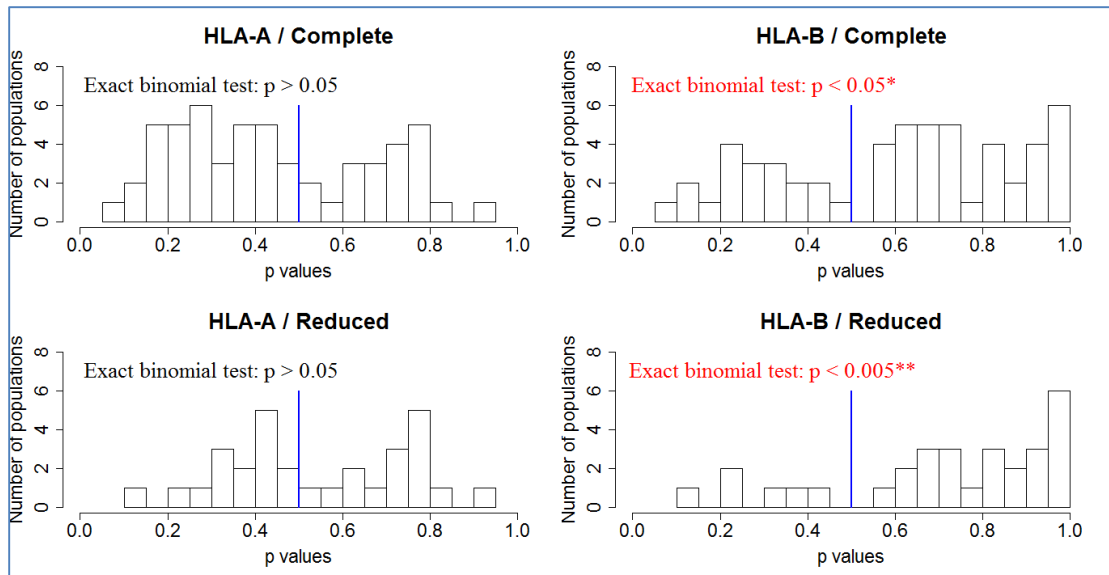 HLA-A / Complete
Number of populations
8
6
4
2
0
Exact binomial test: p > 0.05
0.0 0.2 0.4 0.6 0.8 1.0
p values
HLA-B / Complete
Number of populations
8
6
4
2
0
Exact binomial test: p < 0.05*
0.0 0.2 0.4 0.6 0.8 1.0
p values
HLA-A / Reduced
Number of populations
8
6
4
2
0
Exact binomial test: p > 0.05
0.0 0.2 0.4 0.6 0.8 1.0
p values
HLA-B / Reduced
Number of populations
8
6
4
2
0
Exact binomial test: p < 0.005**
0.0 0.2 0.4 0.6 0.8 1.0
p values